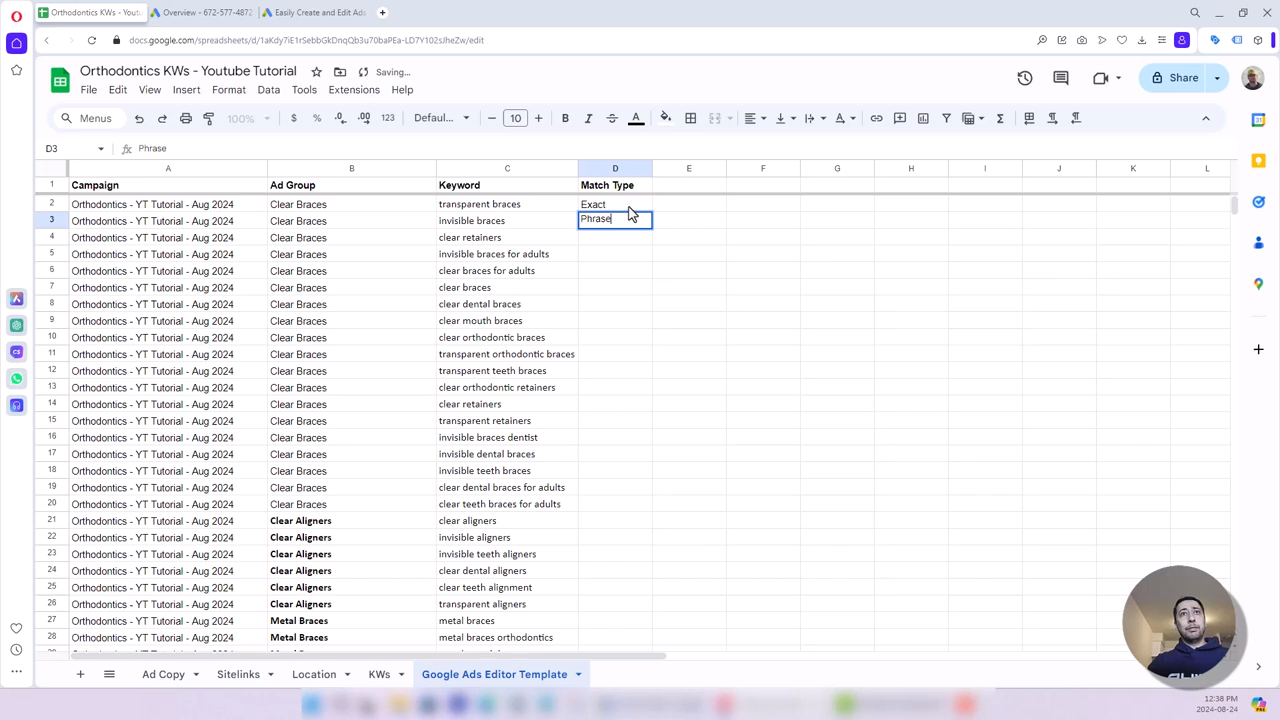 Orthodontics KWs - Youtu
Overview - 672-577-4872
Easily Create and Edit Ads
docs.google.com/spreadsheets/d/1aKdy7iE1rSebbGkDnqQb3u70baPEa-LD7Y102sJheZw/edit
Orthodontics KWs - Youtube Tutorial
Saving...
Share
File Edit View Insert Format Data Tools Extensions Help
Menus
100%
$ % .0 .00 123
Defaul...
10
B I A
D3
Phrase
A B C D E F G H I J K L
1 Campaign Ad Group Keyword Match Type
2 Orthodontics - YT Tutorial - Aug 2024 Clear Braces transparent braces Exact
3 Orthodontics - YT Tutorial - Aug 2024 Clear Braces invisible braces Phrase
4 Orthodontics - YT Tutorial - Aug 2024 Clear Braces clear retainers
5 Orthodontics - YT Tutorial - Aug 2024 Clear Braces invisible braces for adults
6 Orthodontics - YT Tutorial - Aug 2024 Clear Braces clear braces for adults
7 Orthodontics - YT Tutorial - Aug 2024 Clear Braces clear braces
8 Orthodontics - YT Tutorial - Aug 2024 Clear Braces clear dental braces
9 Orthodontics - YT Tutorial - Aug 2024 Clear Braces clear mouth braces
10 Orthodontics - YT Tutorial - Aug 2024 Clear Braces clear orthodontic braces
11 Orthodontics - YT Tutorial - Aug 2024 Clear Braces transparent orthodontic braces
12 Orthodontics - YT Tutorial - Aug 2024 Clear Braces transparent teeth braces
13 Orthodontics - YT Tutorial - Aug 2024 Clear Braces clear orthodontic retainers
14 Orthodontics - YT Tutorial - Aug 2024 Clear Braces clear retainers
15 Orthodontics - YT Tutorial - Aug 2024 Clear Braces transparent retainers
16 Orthodontics - YT Tutorial - Aug 2024 Clear Braces invisible braces dentist
17 Orthodontics - YT Tutorial - Aug 2024 Clear Braces invisible dental braces
18 Orthodontics - YT Tutorial - Aug 2024 Clear Braces invisible teeth braces
19 Orthodontics - YT Tutorial - Aug 2024 Clear Braces clear dental braces for adults
20 Orthodontics - YT Tutorial - Aug 2024 Clear Braces clear teeth braces for adults
21 Orthodontics - YT Tutorial - Aug 2024 Clear Aligners clear aligners
22 Orthodontics - YT Tutorial - Aug 2024 Clear Aligners invisible aligners
23 Orthodontics - YT Tutorial - Aug 2024 Clear Aligners invisible teeth aligners
24 Orthodontics - YT Tutorial - Aug 2024 Clear Aligners clear dental aligners
25 Orthodontics - YT Tutorial - Aug 2024 Clear Aligners clear teeth alignment
26 Orthodontics - YT Tutorial - Aug 2024 Clear Aligners transparent aligners
27 Orthodontics - YT Tutorial - Aug 2024 Metal Braces metal braces
28 Orthodontics - YT Tutorial - Aug 2024 Metal Braces metal braces orthodontics
Ad Copy Sitelinks Location KWs Google Ads Editor Template
12:38 PM
2024-08-24